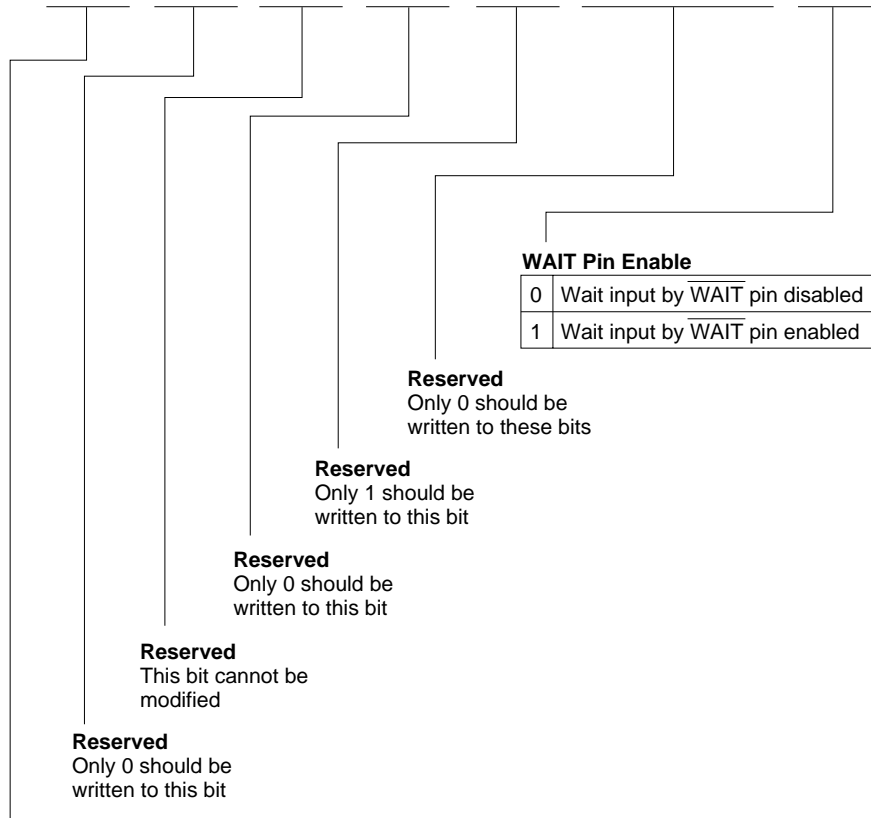 WAIT Pin Enable
0 Wait input by WAIT pin disabled
1 Wait input by WAIT pin enabled
Reserved
Only 0 should be
written to these bits
Reserved
Only 1 should be
written to this bit
Reserved
Only 0 should be
written to this bit
Reserved
This bit cannot be
modified
Reserved
Only 0 should be
written to this bit